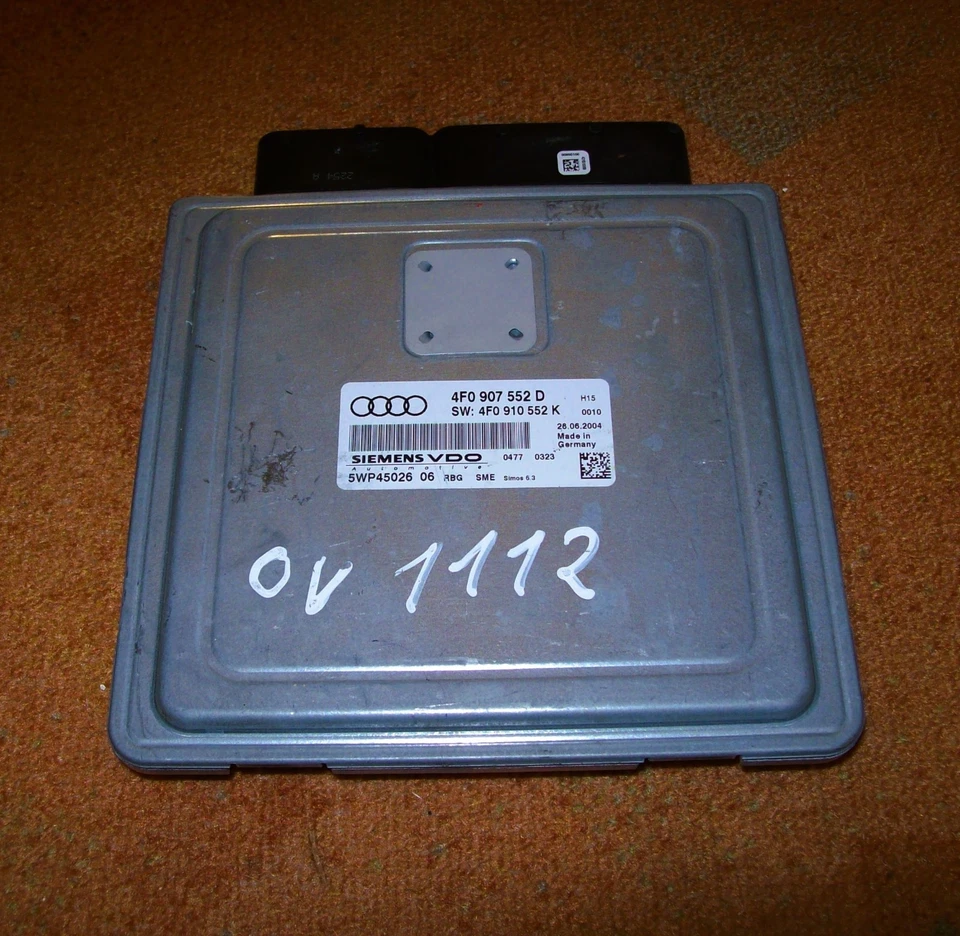 2254 A
4F0 907 552 D
H15
SW: 4F0 910 552 K
0010
26.06.2004
Made in
Germany
SIEMENS VDO
0477 0323
Automotive
5WP45026 06 RBG SME Simos 6.3
OV 1112